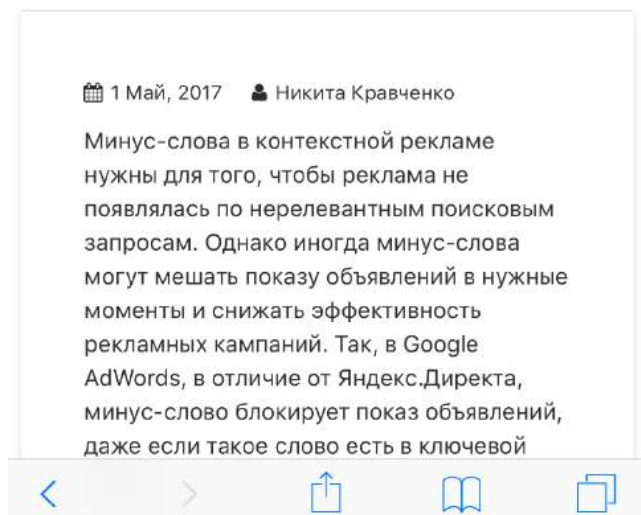 1 Май, 2017 Никита Кравченко
Минус-слова в контекстной рекламе
нужны для того, чтобы реклама не
появлялась по нерелевантным поисковым
запросам. Однако иногда минус-слова
могут мешать показу объявлений в нужные
моменты и снижать эффективность
рекламных кампаний. Так, в Google
AdWords, в отличие от Яндекс.Директа,
минус-слово блокирует показ объявлений,
даже если такое слово есть в ключевой